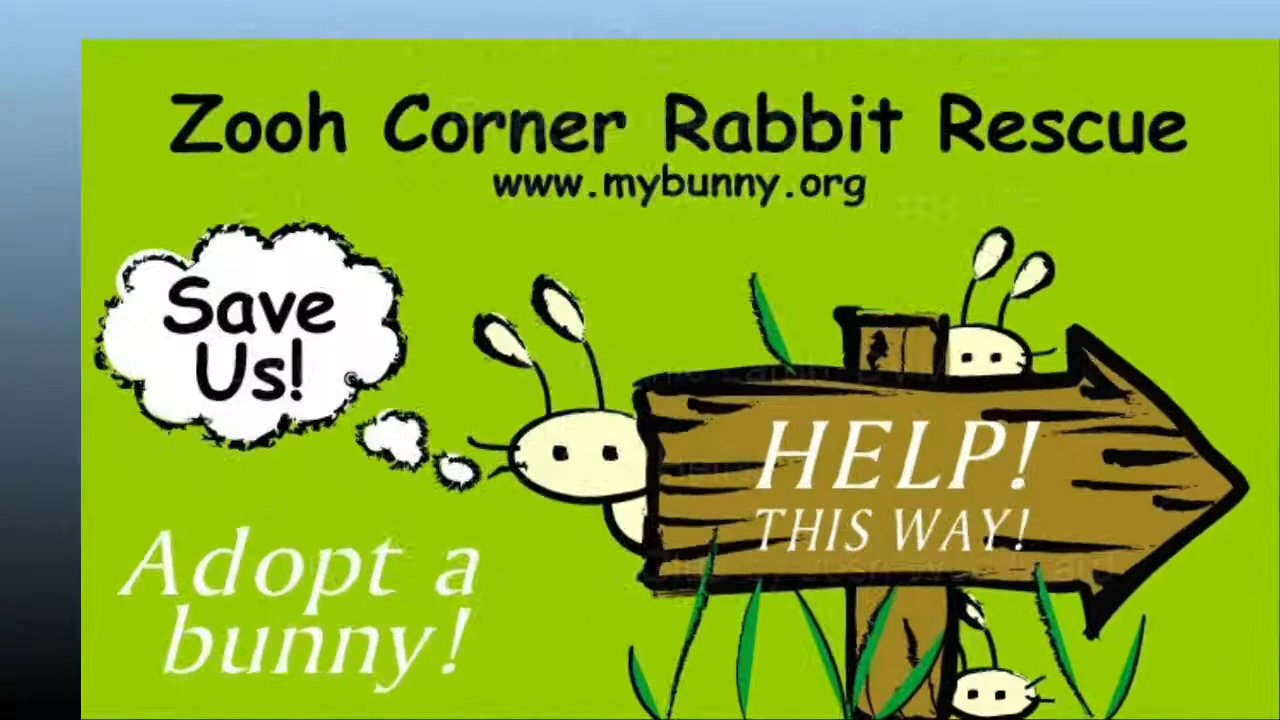 Zooh Corner Rabbit Rescue
www.mybunny.org
Save
Us!
HELP!
THIS WAY!
Adopt a
bunny!